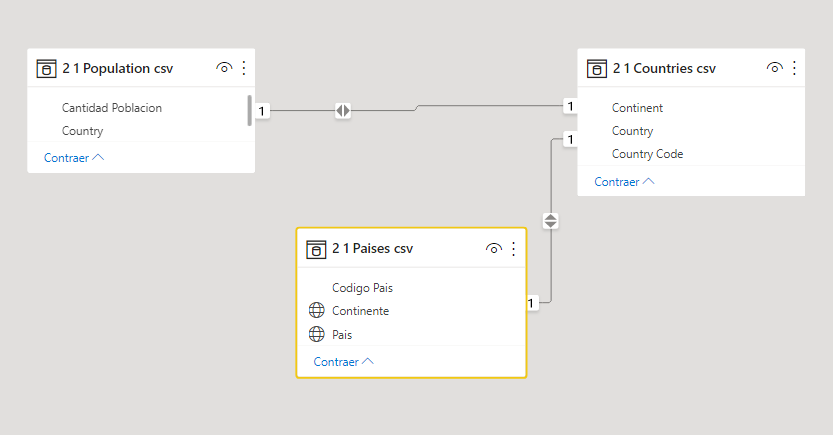 2 1 Population csv
Cantidad Poblacion
Country
Contraer
1
1
1
2 1 Countries csv
Continent
Country
Country Code
Contraer
2 1 Paises csv
Codigo Pais
Continente
Pais
Contraer
1